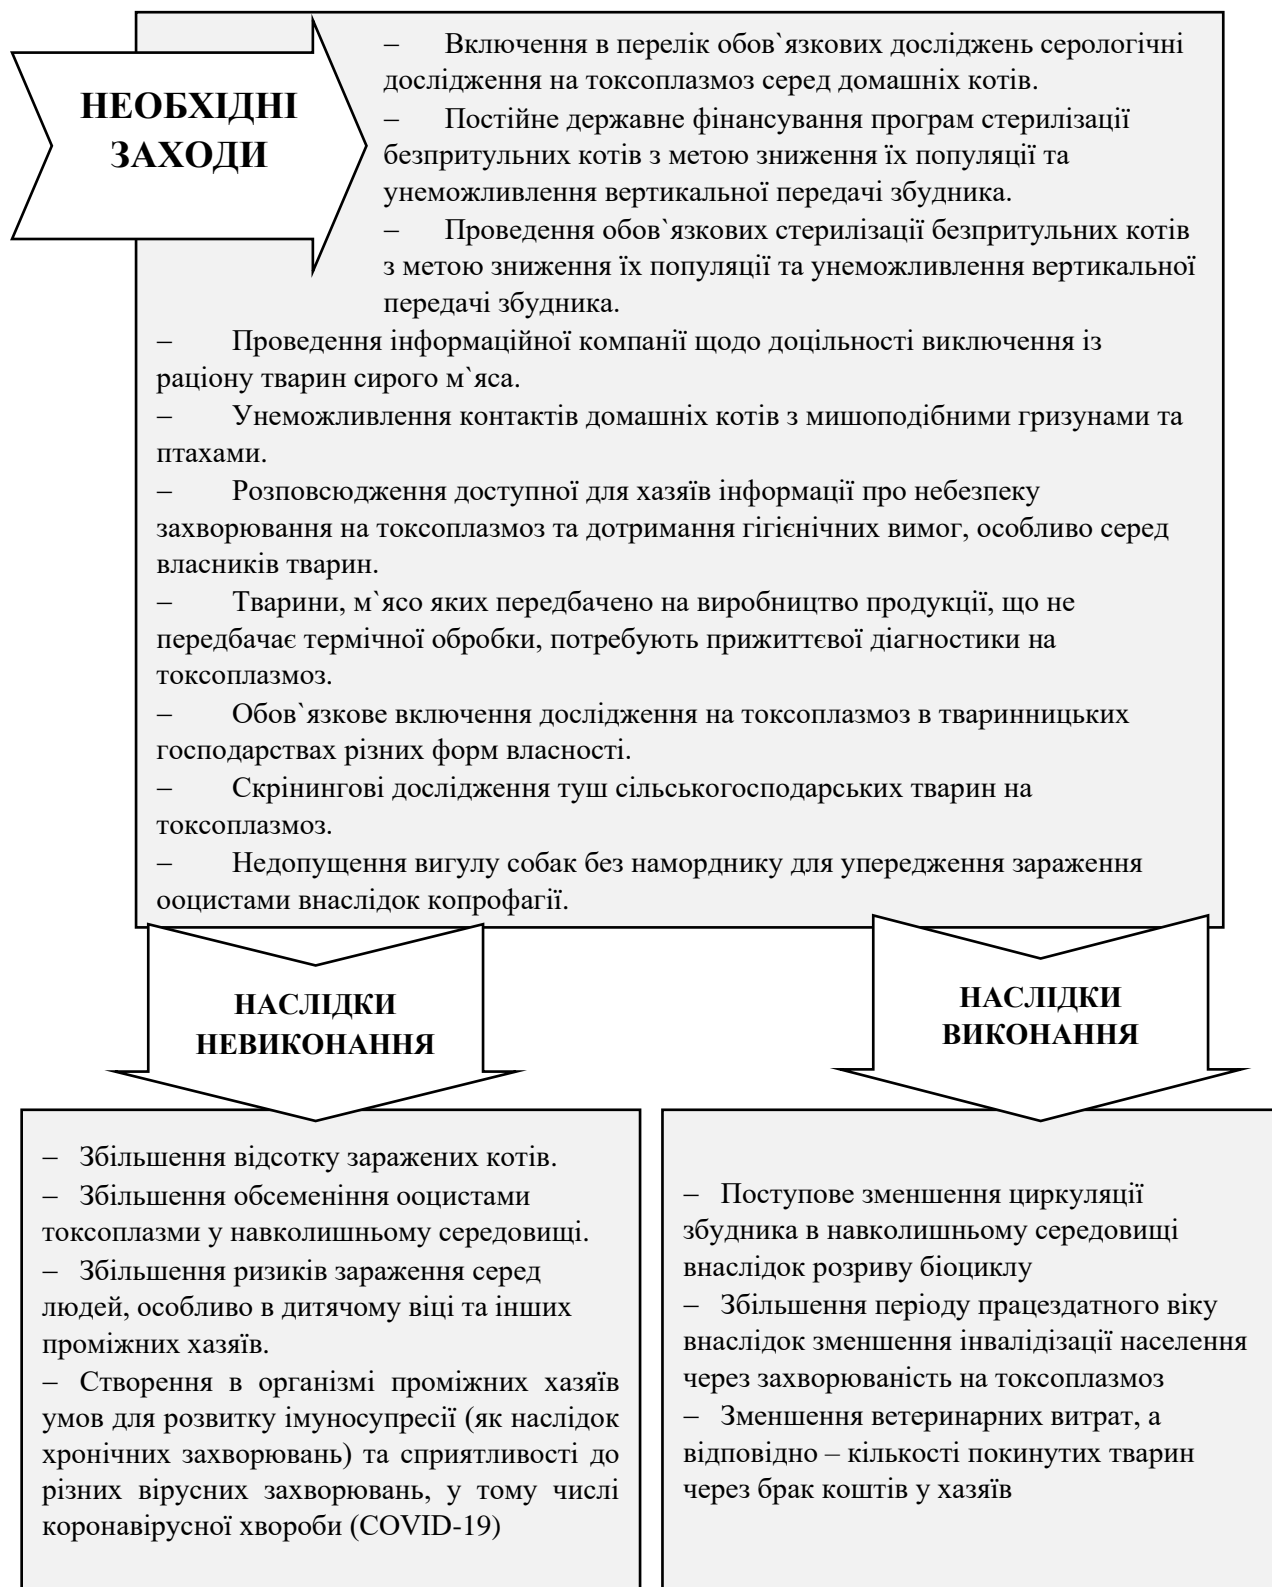 НЕОБХІДНІ
ЗАХОДИ
– Включення в перелік обов`язкових досліджень серологічні
дослідження на токсоплазмоз серед домашніх котів.
– Постійне державне фінансування програм стерилізації
безпритульних котів з метою зниження їх популяції та
унеможливлення вертикальної передачі збудника.
– Проведення обов`язкових стерилізації безпритульних котів
з метою зниження їх популяції та унеможливлення вертикальної
передачі збудника.
– Проведення інформаційної компанії щодо доцільності виключення із
раціону тварин сирого м`яса.
– Унеможливлення контактів домашніх котів з мишоподібними гризунами та
птахами.
– Розповсюдження доступної для хазяїв інформації про небезпеку
захворювання на токсоплазмоз та дотримання гігієнічних вимог, особливо серед
власників тварин.
– Тварини, м`ясо яких передбачено на виробництво продукції, що не
передбачає термічної обробки, потребують прижиттєвої діагностики на
токсоплазмоз.
– Обов`язкове включення дослідження на токсоплазмоз в тваринницьких
господарствах різних форм власності.
– Скрінингові дослідження туш сільськогосподарських тварин на
токсоплазмоз.
– Недопущення вигулу собак без наморднику для упередження зараження
ооцистами внаслідок копрофагії.
НАСЛІДКИ
НЕВИКОНАННЯ
– Збільшення відсотку заражених котів.
– Збільшення обсеменіння ооцистами
токсоплазми у навколишньому середовищі.
– Збільшення ризиків зараження серед
людей, особливо в дитячому віці та інших
проміжних хазяїв.
– Створення в організмі проміжних хазяїв
умов для розвитку імуносупресії (як наслідок
хронічних захворювань) та сприятливості до
різних вірусних захворювань, у тому числі
коронавірусної хвороби (COVID-19)
НАСЛІДКИ
ВИКОНАННЯ
– Поступове зменшення циркуляції
збудника в навколишньому середовищі
внаслідок розриву біоциклу
– Збільшення періоду працездатного віку
внаслідок зменшення інвалідізації населення
через захворюваність на токсоплазмоз
– Зменшення ветеринарних витрат, а
відповідно – кількості покинутих тварин
через брак коштів у хазяїв